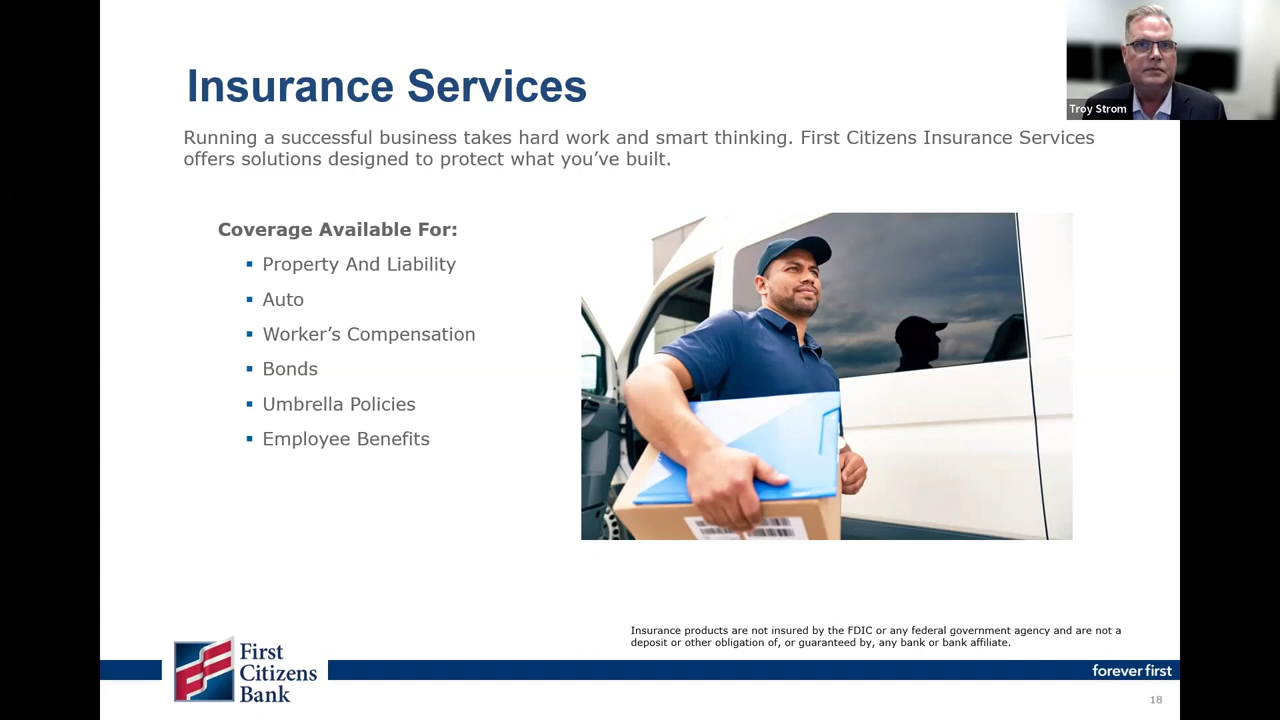 Insurance Services
Troy Strom
Running a successful business takes hard work and smart thinking. First Citizens Insurance Services
offers solutions designed to protect what you’ve built.
Coverage Available For:
▪ Property And Liability
▪ Auto
▪ Worker’s Compensation
▪ Bonds
▪ Umbrella Policies
▪ Employee Benefits
Insurance products are not insured by the FDIC or any federal government agency and are not a
deposit or other obligation of, or guaranteed by, any bank or bank affiliate.
First
Citizens
Bank
forever first
18